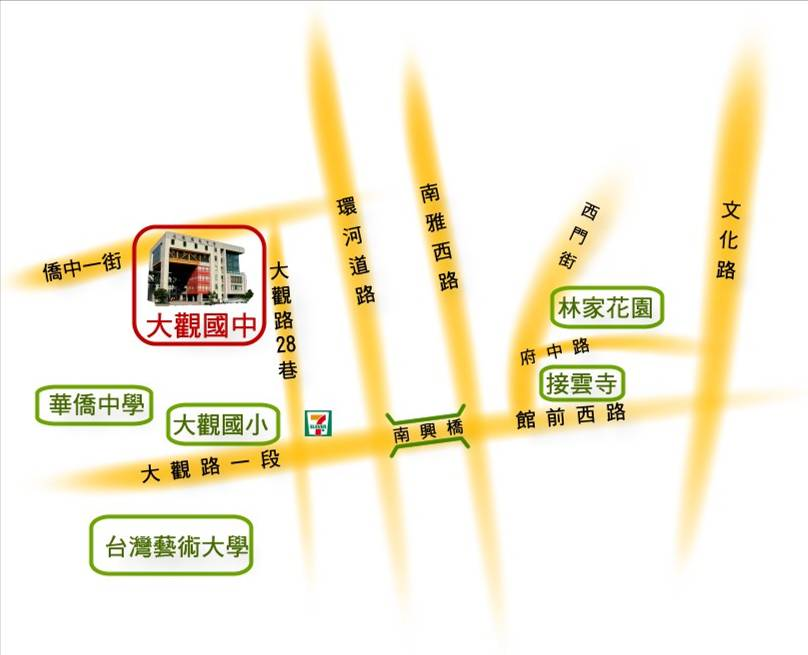 環河道路
南雅西路
西門街
文化路
僑中一街
大觀國中
大觀路28巷
林家花園
府中路
接雲寺
華僑中學
大觀國小
7
ELEVEN
南興橋
館前西路
大觀路一段
台灣藝術大學